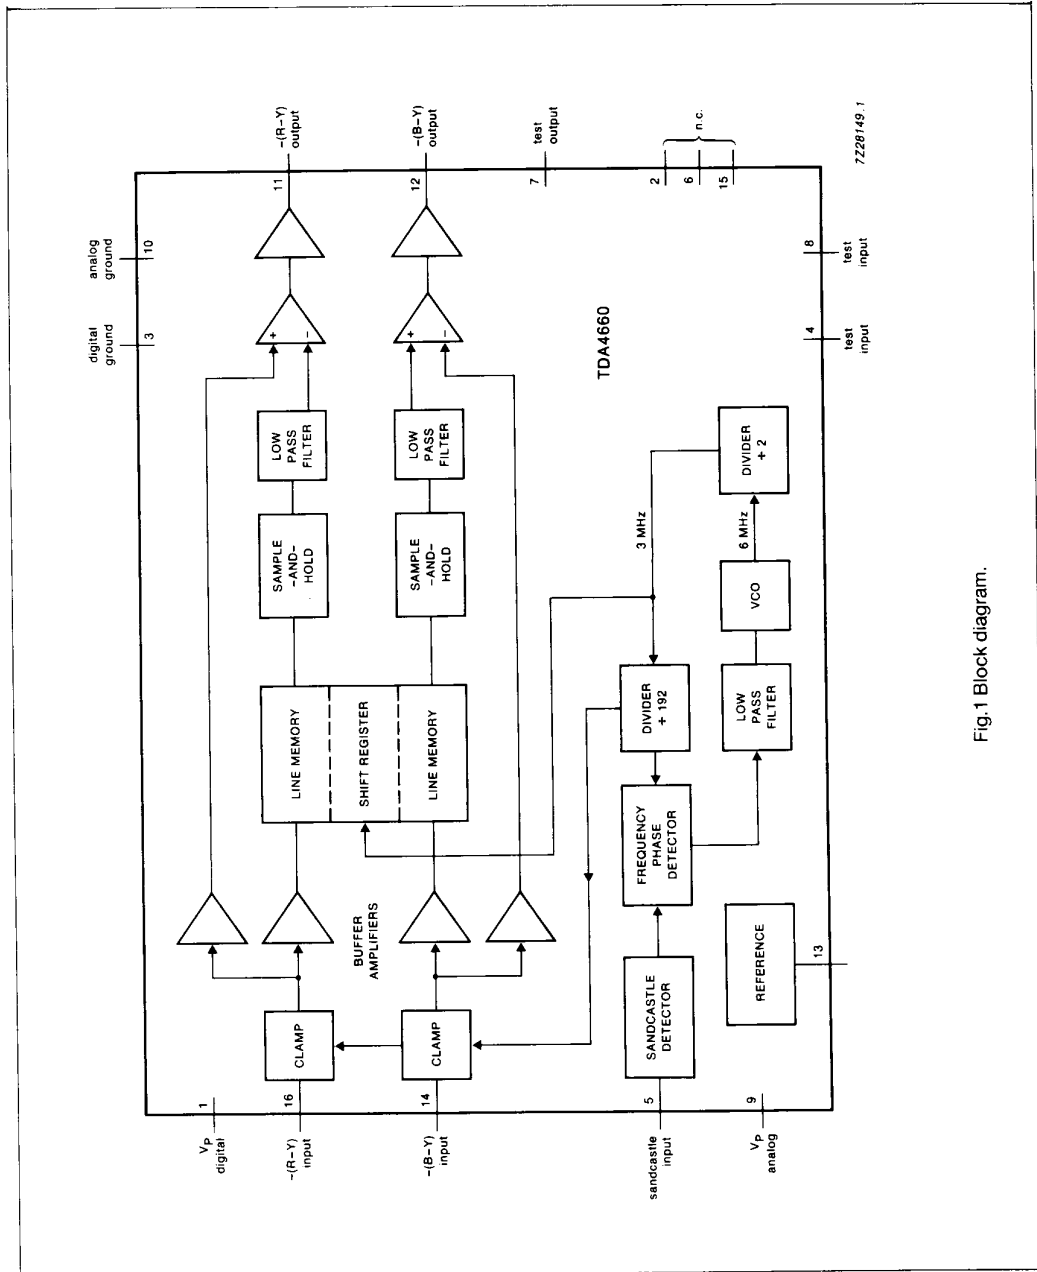 digital
ground
3
analog
ground
10
VP
digital
1
-(R-Y)
input
16
CLAMP
LINE MEMORY
SAMPLE
-AND-
HOLD
LOW
PASS
FILTER
+
-
11
-(R-Y)
output
BUFFER
AMPLIFIERS
SHIFT REGISTER
-(B-Y)
input
14
CLAMP
LINE MEMORY
SAMPLE
-AND-
HOLD
LOW
PASS
FILTER
+
-
12
-(B-Y)
output
7
test
output
3 MHz
TDA4660
sandcastle
input
5
SANDCASTLE
DETECTOR
FREQUENCY
PHASE
DETECTOR
DIVIDER
+ 192
2
6
15
n.c.
VP
analog
9
REFERENCE
13
LOW
PASS
FILTER
VCO
6 MHz
DIVIDER
+ 2
4
test
input
8
test
input
7Z28149.1
Fig.1 Block diagram.